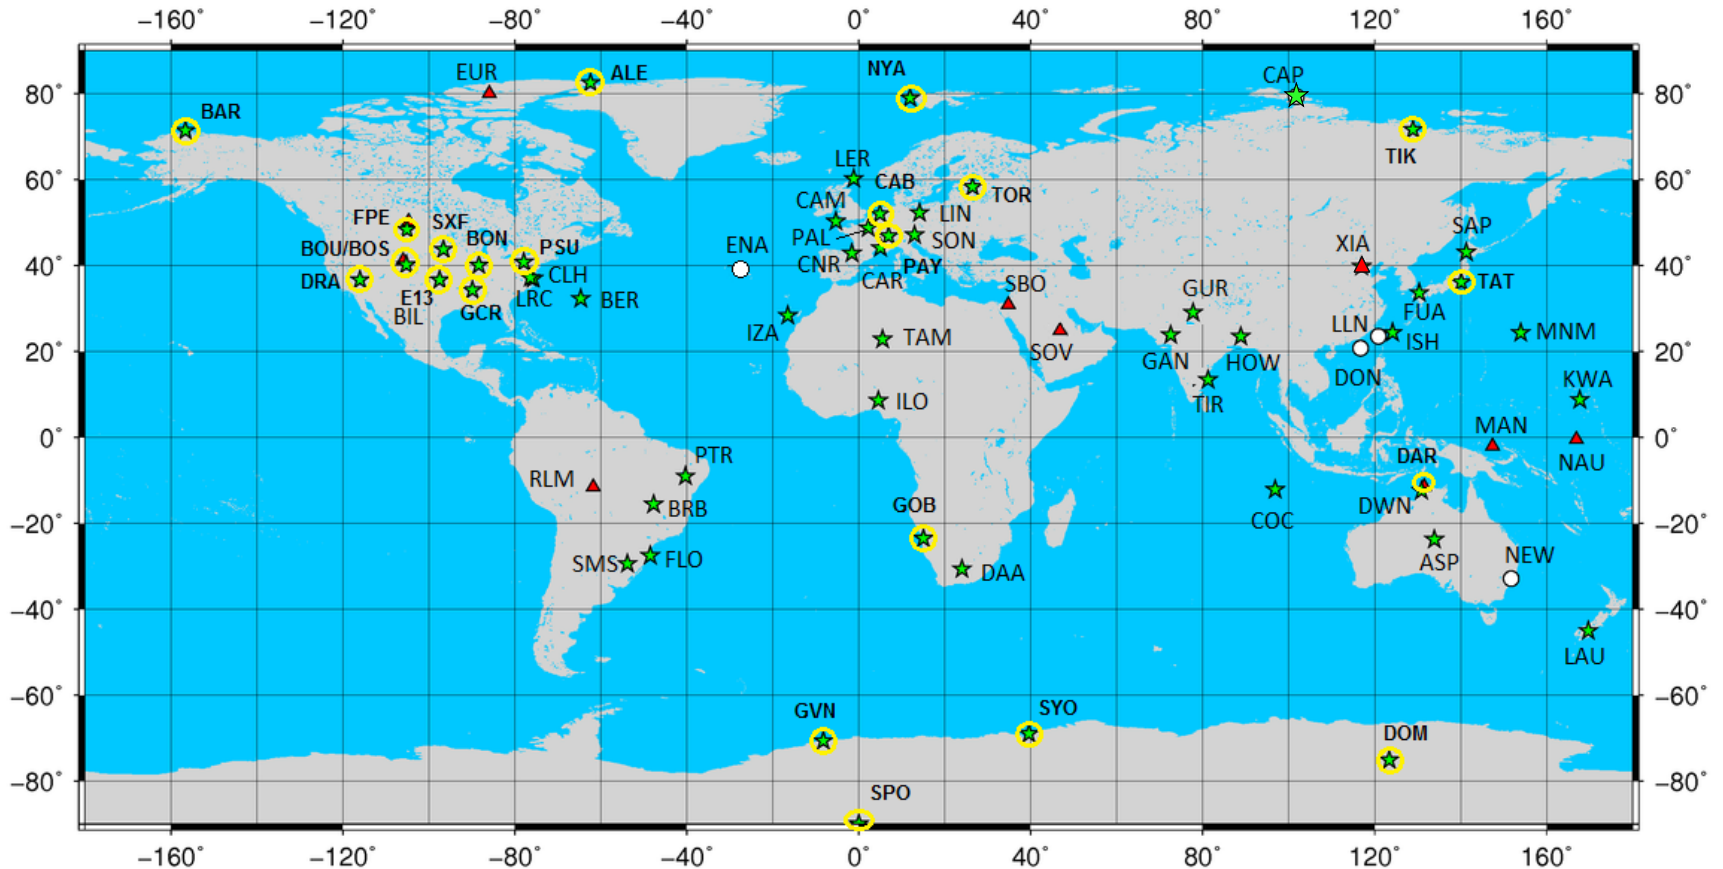 −160° −120° −80° −40° 0° 40° 80° 120° 160°
EUR ALE NYA CAP
80° 80°
BAR
TIK
LER
60° CAB TOR 60°
CAM LIN
FPE SXF SAP
BON PAL SON XIA
BOU/BOS PSU ENA
40° CNR PAY 40°
DRA CLH CAR SBO TAT
E13 LRC BER GUR
BIL GCR FUA
IZA TAM SOV LLN ISH MNM
20° GAN HOW 20°
DON KWA
ILO TIR
0° MAN 0°
PTR DAR NAU
RLM
BRB GOB DWN
−20° COC −20°
SMS FLO DAA ASP NEW
−40° −40°
LAU
−60° −60°
GVN SYO
DOM
−80° −80°
SPO
−160° −120° −80° −40° 0° 40° 80° 120° 160°